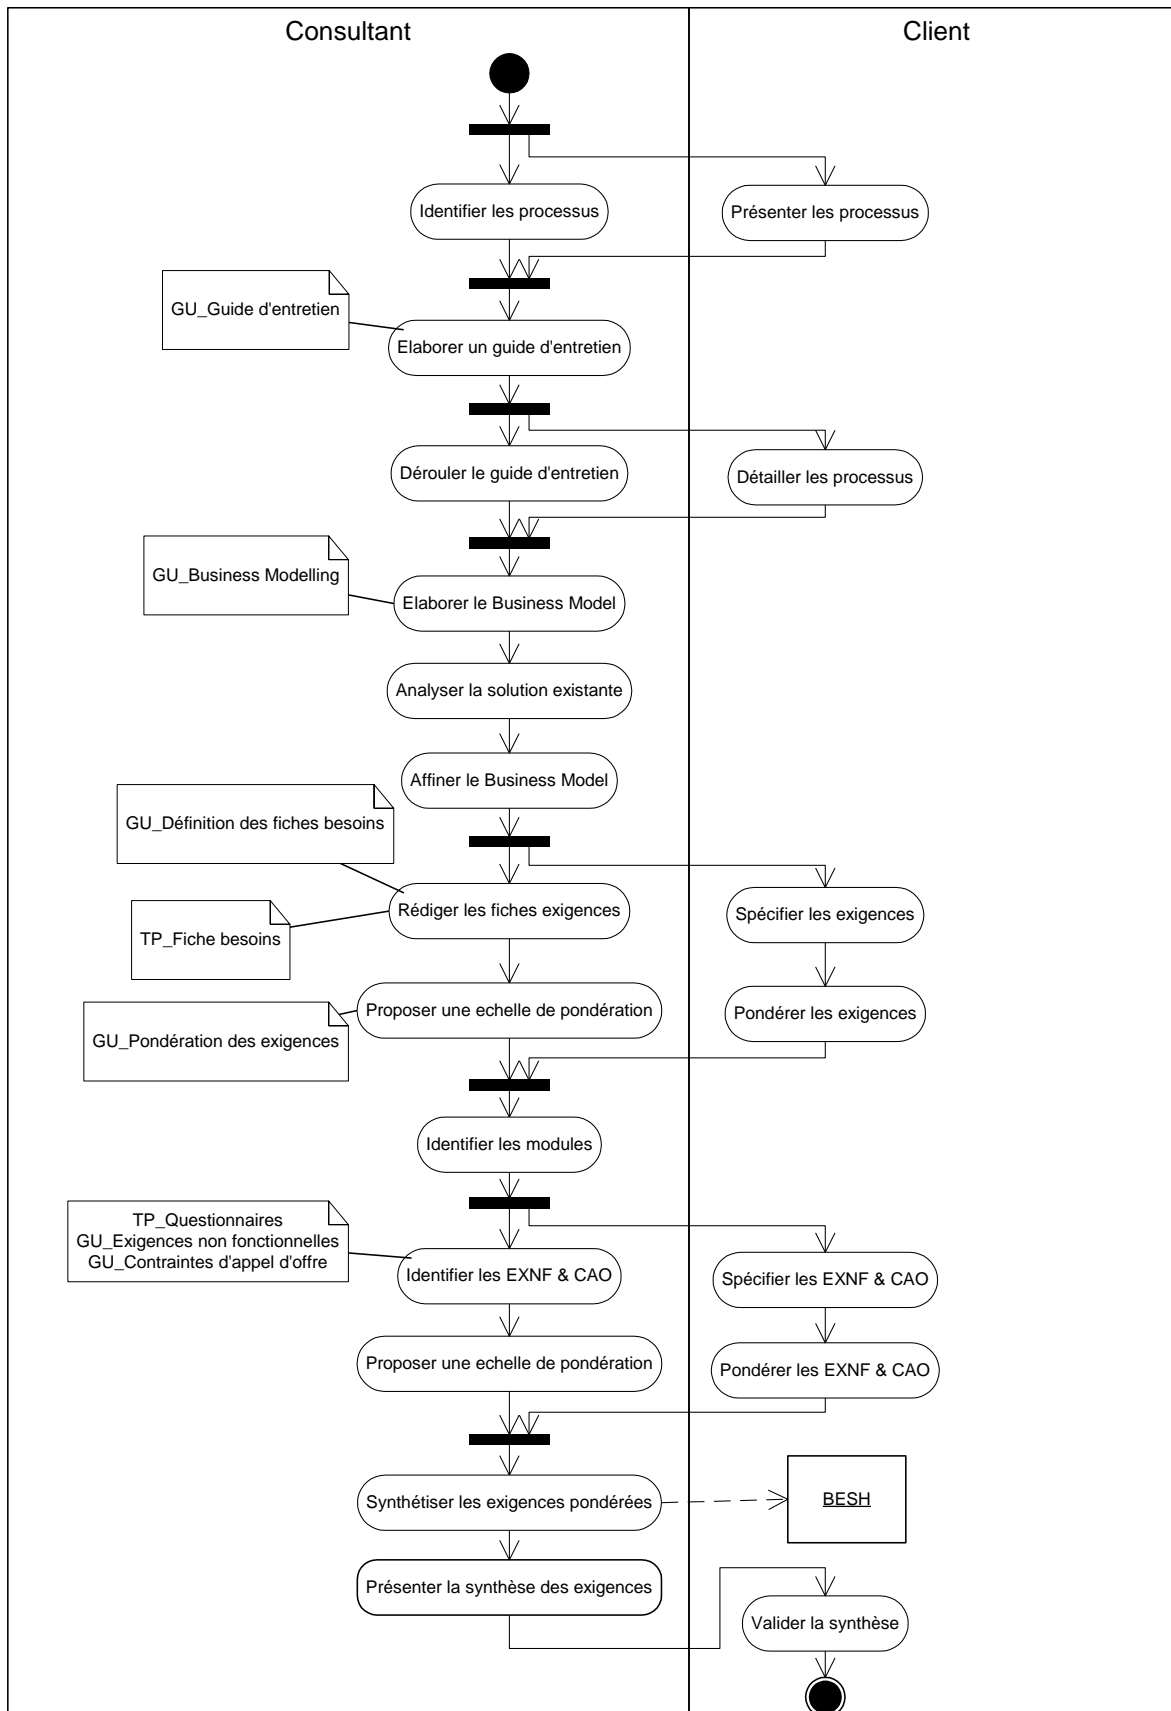 Consultant
Client
Identifier les processus
Présenter les processus
GU_Guide d'entretien
Elaborer un guide d'entretien
Dérouler le guide d'entretien
Détailler les processus
GU_Business Modelling
Elaborer le Business Model
Analyser la solution existante
Affiner le Business Model
GU_Définition des fiches besoins
Rédiger les fiches exigences
Spécifier les exigences
TP_Fiche besoins
Proposer une echelle de pondération
Pondérer les exigences
GU_Pondération des exigences
Identifier les modules
TP_Questionnaires
GU_Exigences non fonctionnelles
GU_Contraintes d'appel d'offre
Identifier les EXNF & CAO
Spécifier les EXNF & CAO
Proposer une echelle de pondération
Pondérer les EXNF & CAO
Synthétiser les exigences pondérées
BESH
Présenter la synthèse des exigences
Valider la synthèse